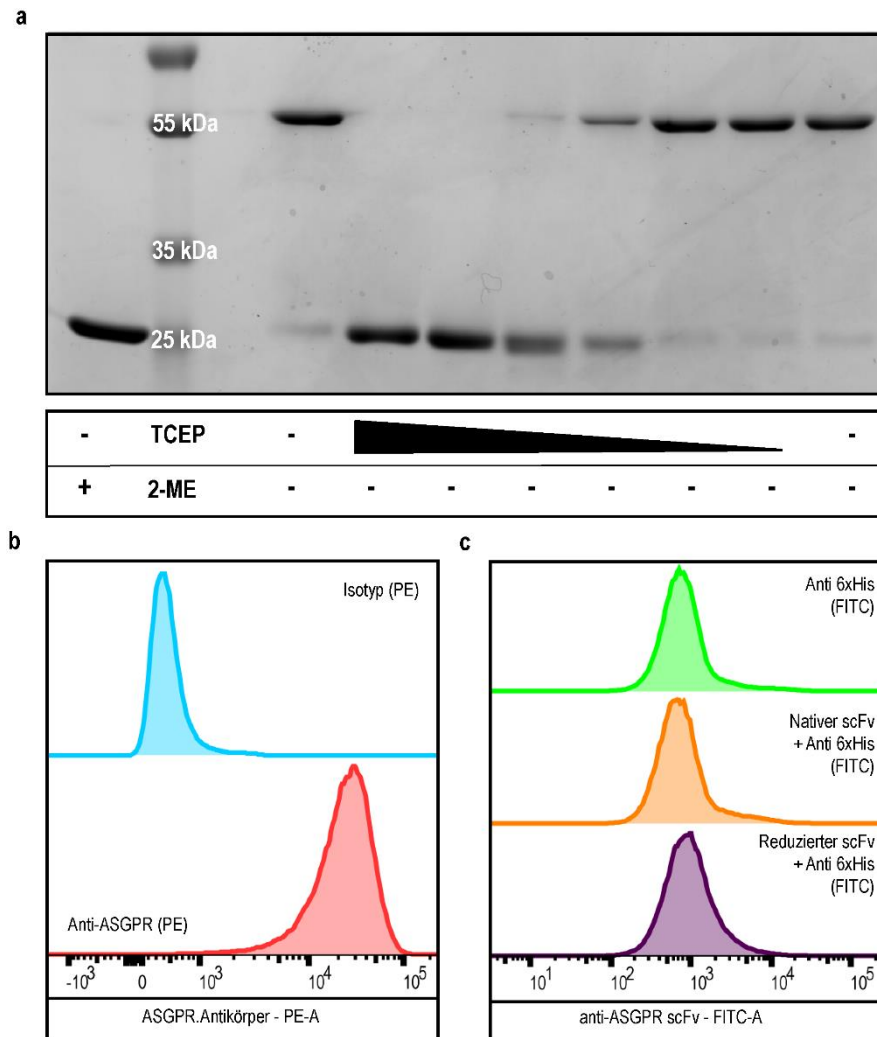 a
55 kDa
35 kDa
25 kDa
- TCEP - -
+ 2-ME - - - - - - - -
b
Isotyp (PE)
Anti-ASGPR (PE)
-10³ 0 10³ 10⁴ 10⁵
ASGPR.Antikörper - PE-A
c
Anti 6xHis
(FITC)
Nativer scFv
+ Anti 6xHis
(FITC)
Reduzierter scFv
+ Anti 6xHis
(FITC)
10¹ 10² 10³ 10⁴ 10⁵
anti-ASGPR scFv - FITC-A